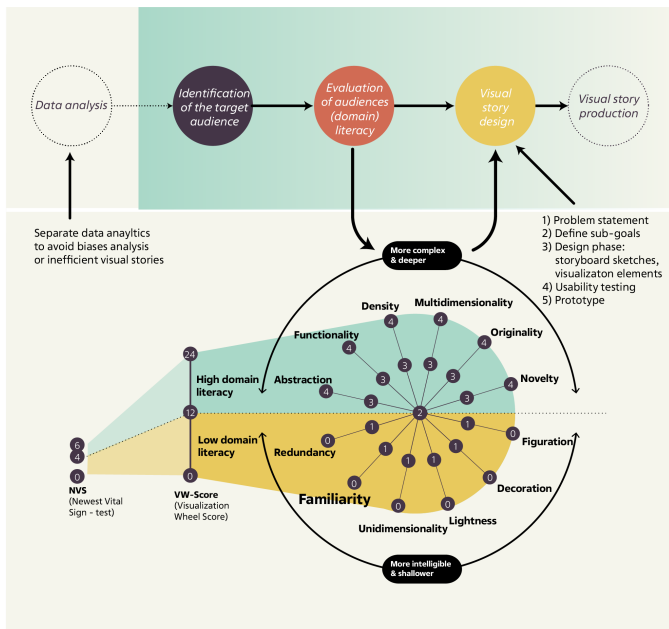 Data analysis
Identification
of the target
audience
Evaluation
of audiences
(domain)
literacy
Visual
story
design
Visual story
production
Separate data anayltics
to avoid biases analysis
or inefficient visual stories
1) Problem statement
2) Define sub-goals
3) Design phase:
storyboard sketches,
visualizaton elements
4) Usability testing
5) Prototype
More complex
& deeper
Density
Multidimensionality
4
4
Functionality
Originality
4
4
3
3
24
High domain
literacy
Abstraction
4
3
3
Novelty
4
3
3
12
2
6
4
0
Low domain
literacy
0
Redundancy
0
1
1
Figuration
0
1
1
1
1
Familiarity
0
Decoration
0
Unidimensionality
0
Lightness
0
NVS
(Newest Vital
Sign - test)
VW-Score
(Visualization
Wheel Score)
More intelligible
& shallower